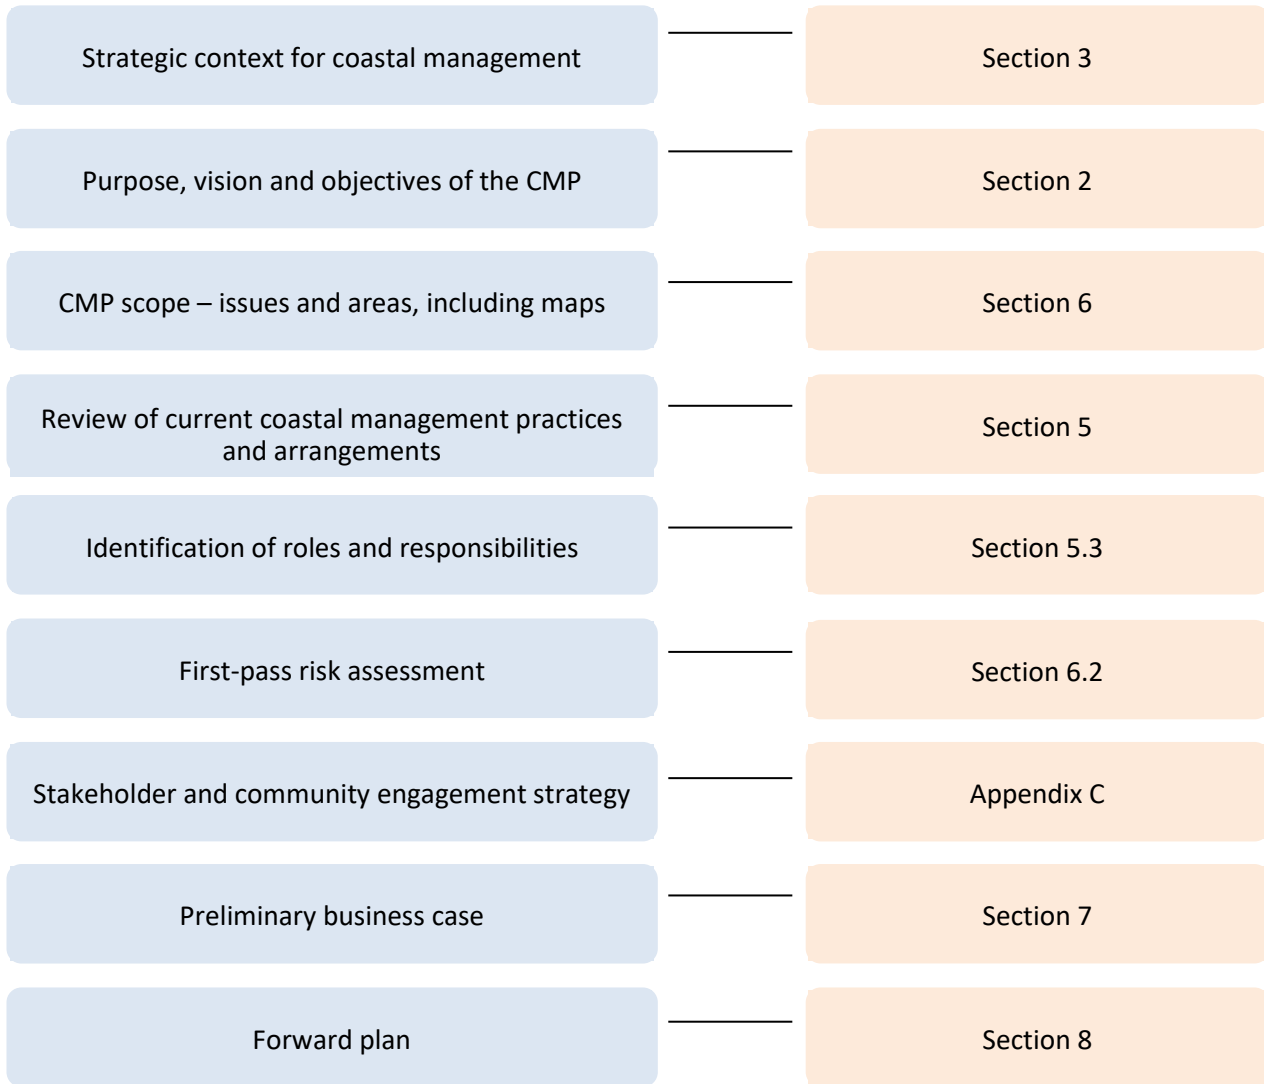 Strategic context for coastal management
Section 3
Purpose, vision and objectives of the CMP
Section 2
CMP scope – issues and areas, including maps
Section 6
Review of current coastal management practices
and arrangements
Section 5
Identification of roles and responsibilities
Section 5.3
First-pass risk assessment
Section 6.2
Stakeholder and community engagement strategy
Appendix C
Preliminary business case
Section 7
Forward plan
Section 8